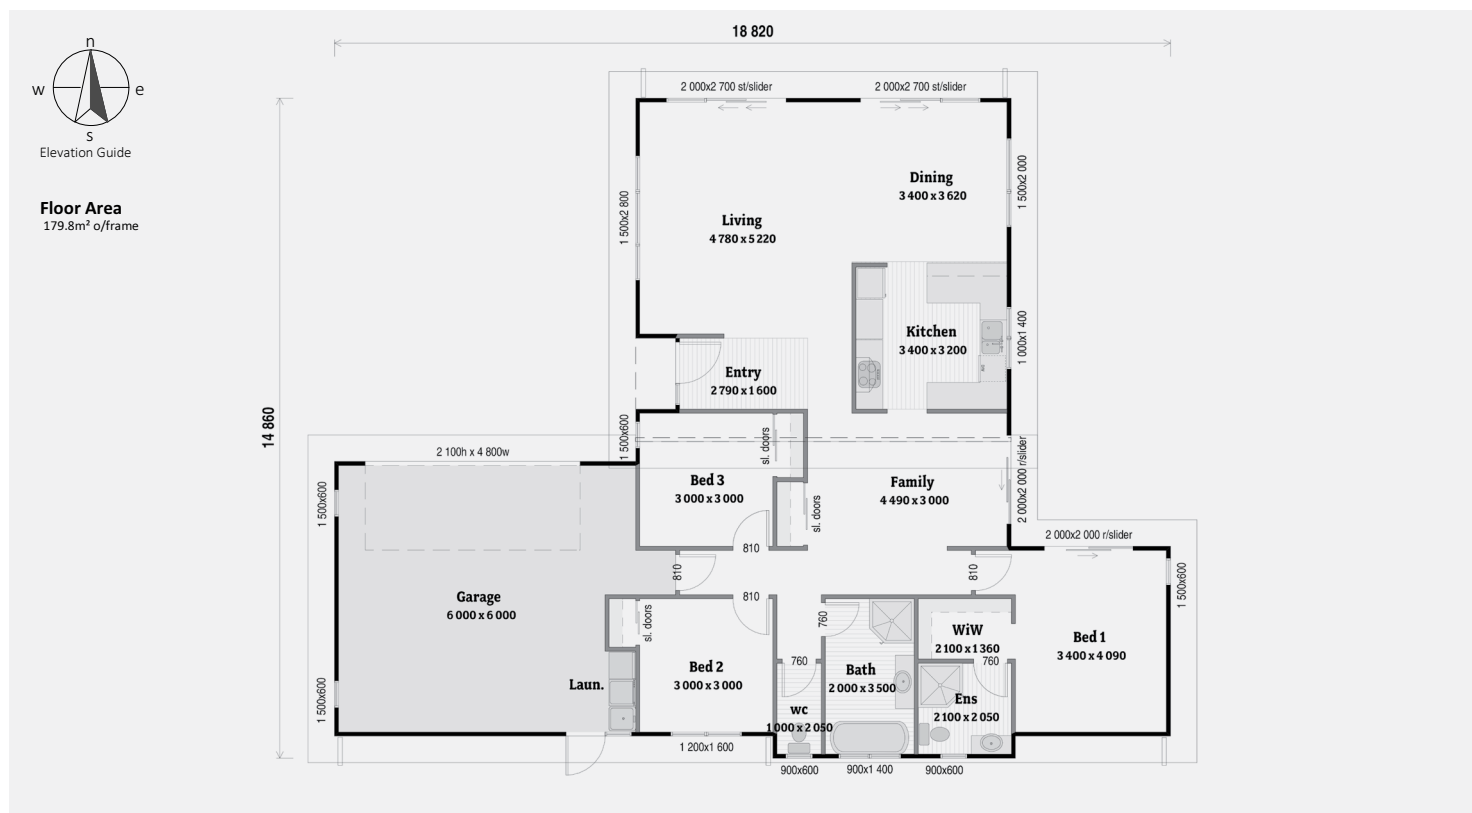 18 820
n
w
e
s
Elevation Guide
Floor Area
179.8m² o/frame
14 860
2 000x2 700 st/slider
2 000x2 700 st/slider
1 500x2 800
1 500x2 000
Dining
3 400 x 3 620
Living
4 780 x 5 220
Kitchen
3 400 x 3 200
1 000x1 400
Entry
2 790 x 1 600
1 500x600
sl. doors
2 100h x 4 800w
2 000x2 000 r/slider
Bed 3
3 000 x 3 000
Family
4 490 x 3 000
1 500x600
sl. doors
2 000x2 000 r/slider
810
810
810
1 500x600
810
Garage
6 000 x 6 000
sl. doors
760
WiW
2 100 x 1 360
Bed 1
3 400 x 4 090
760
760
Bed 2
3 000 x 3 000
Bath
2 000 x 3 500
Laun.
1 500x600
Ens
2 100 x 2 050
wc
1 000 x 2 050
1 200x1 600
900x600
900x1 400
900x600